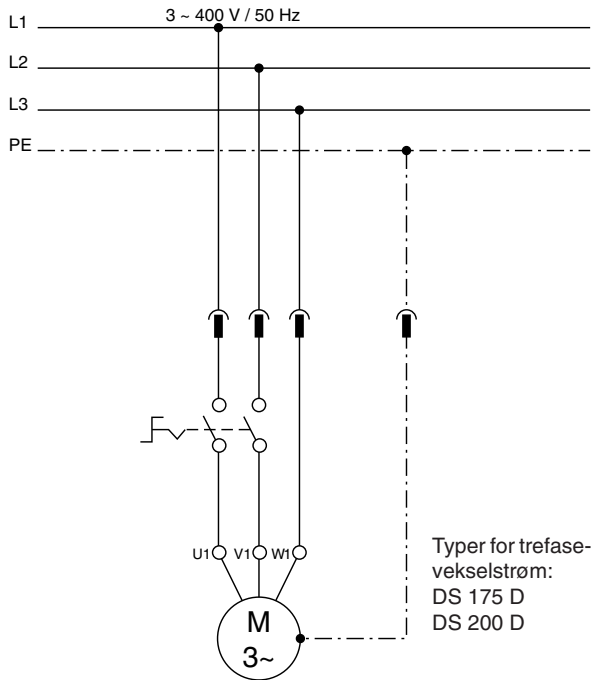 3 ~ 400 V / 50 Hz
L1
L2
L3
PE
U1 V1 W1
Typer for trefase-
vekselstrøm:
DS 175 D
DS 200 D
M
3~